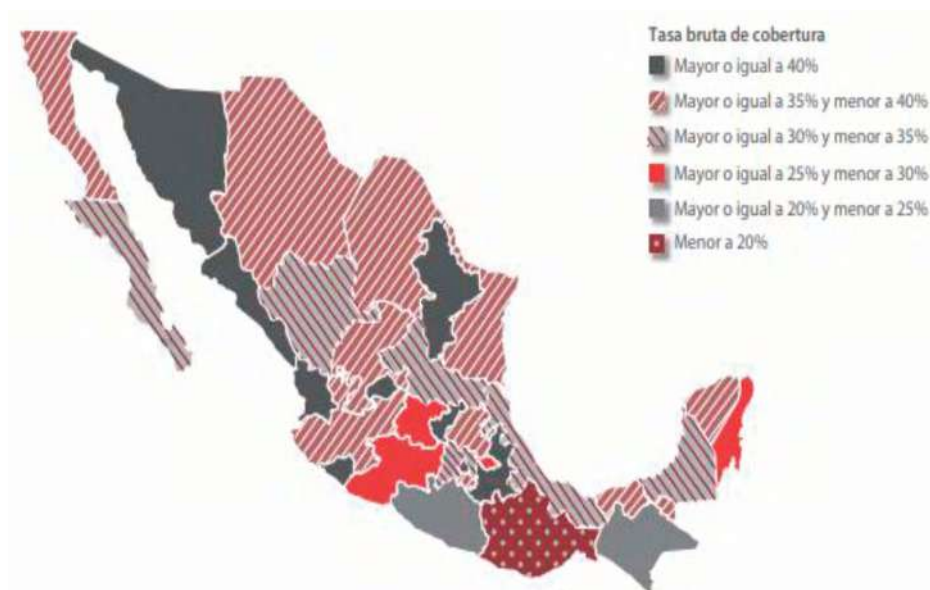 Tasa bruta de cobertura
Mayor o igual a 40%
Mayor o igual a 35% y menor a 40%
Mayor o igual a 30% y menor a 35%
Mayor o igual a 25% y menor a 30%
Mayor o igual a 20% y menor a 25%
Menor a 20%